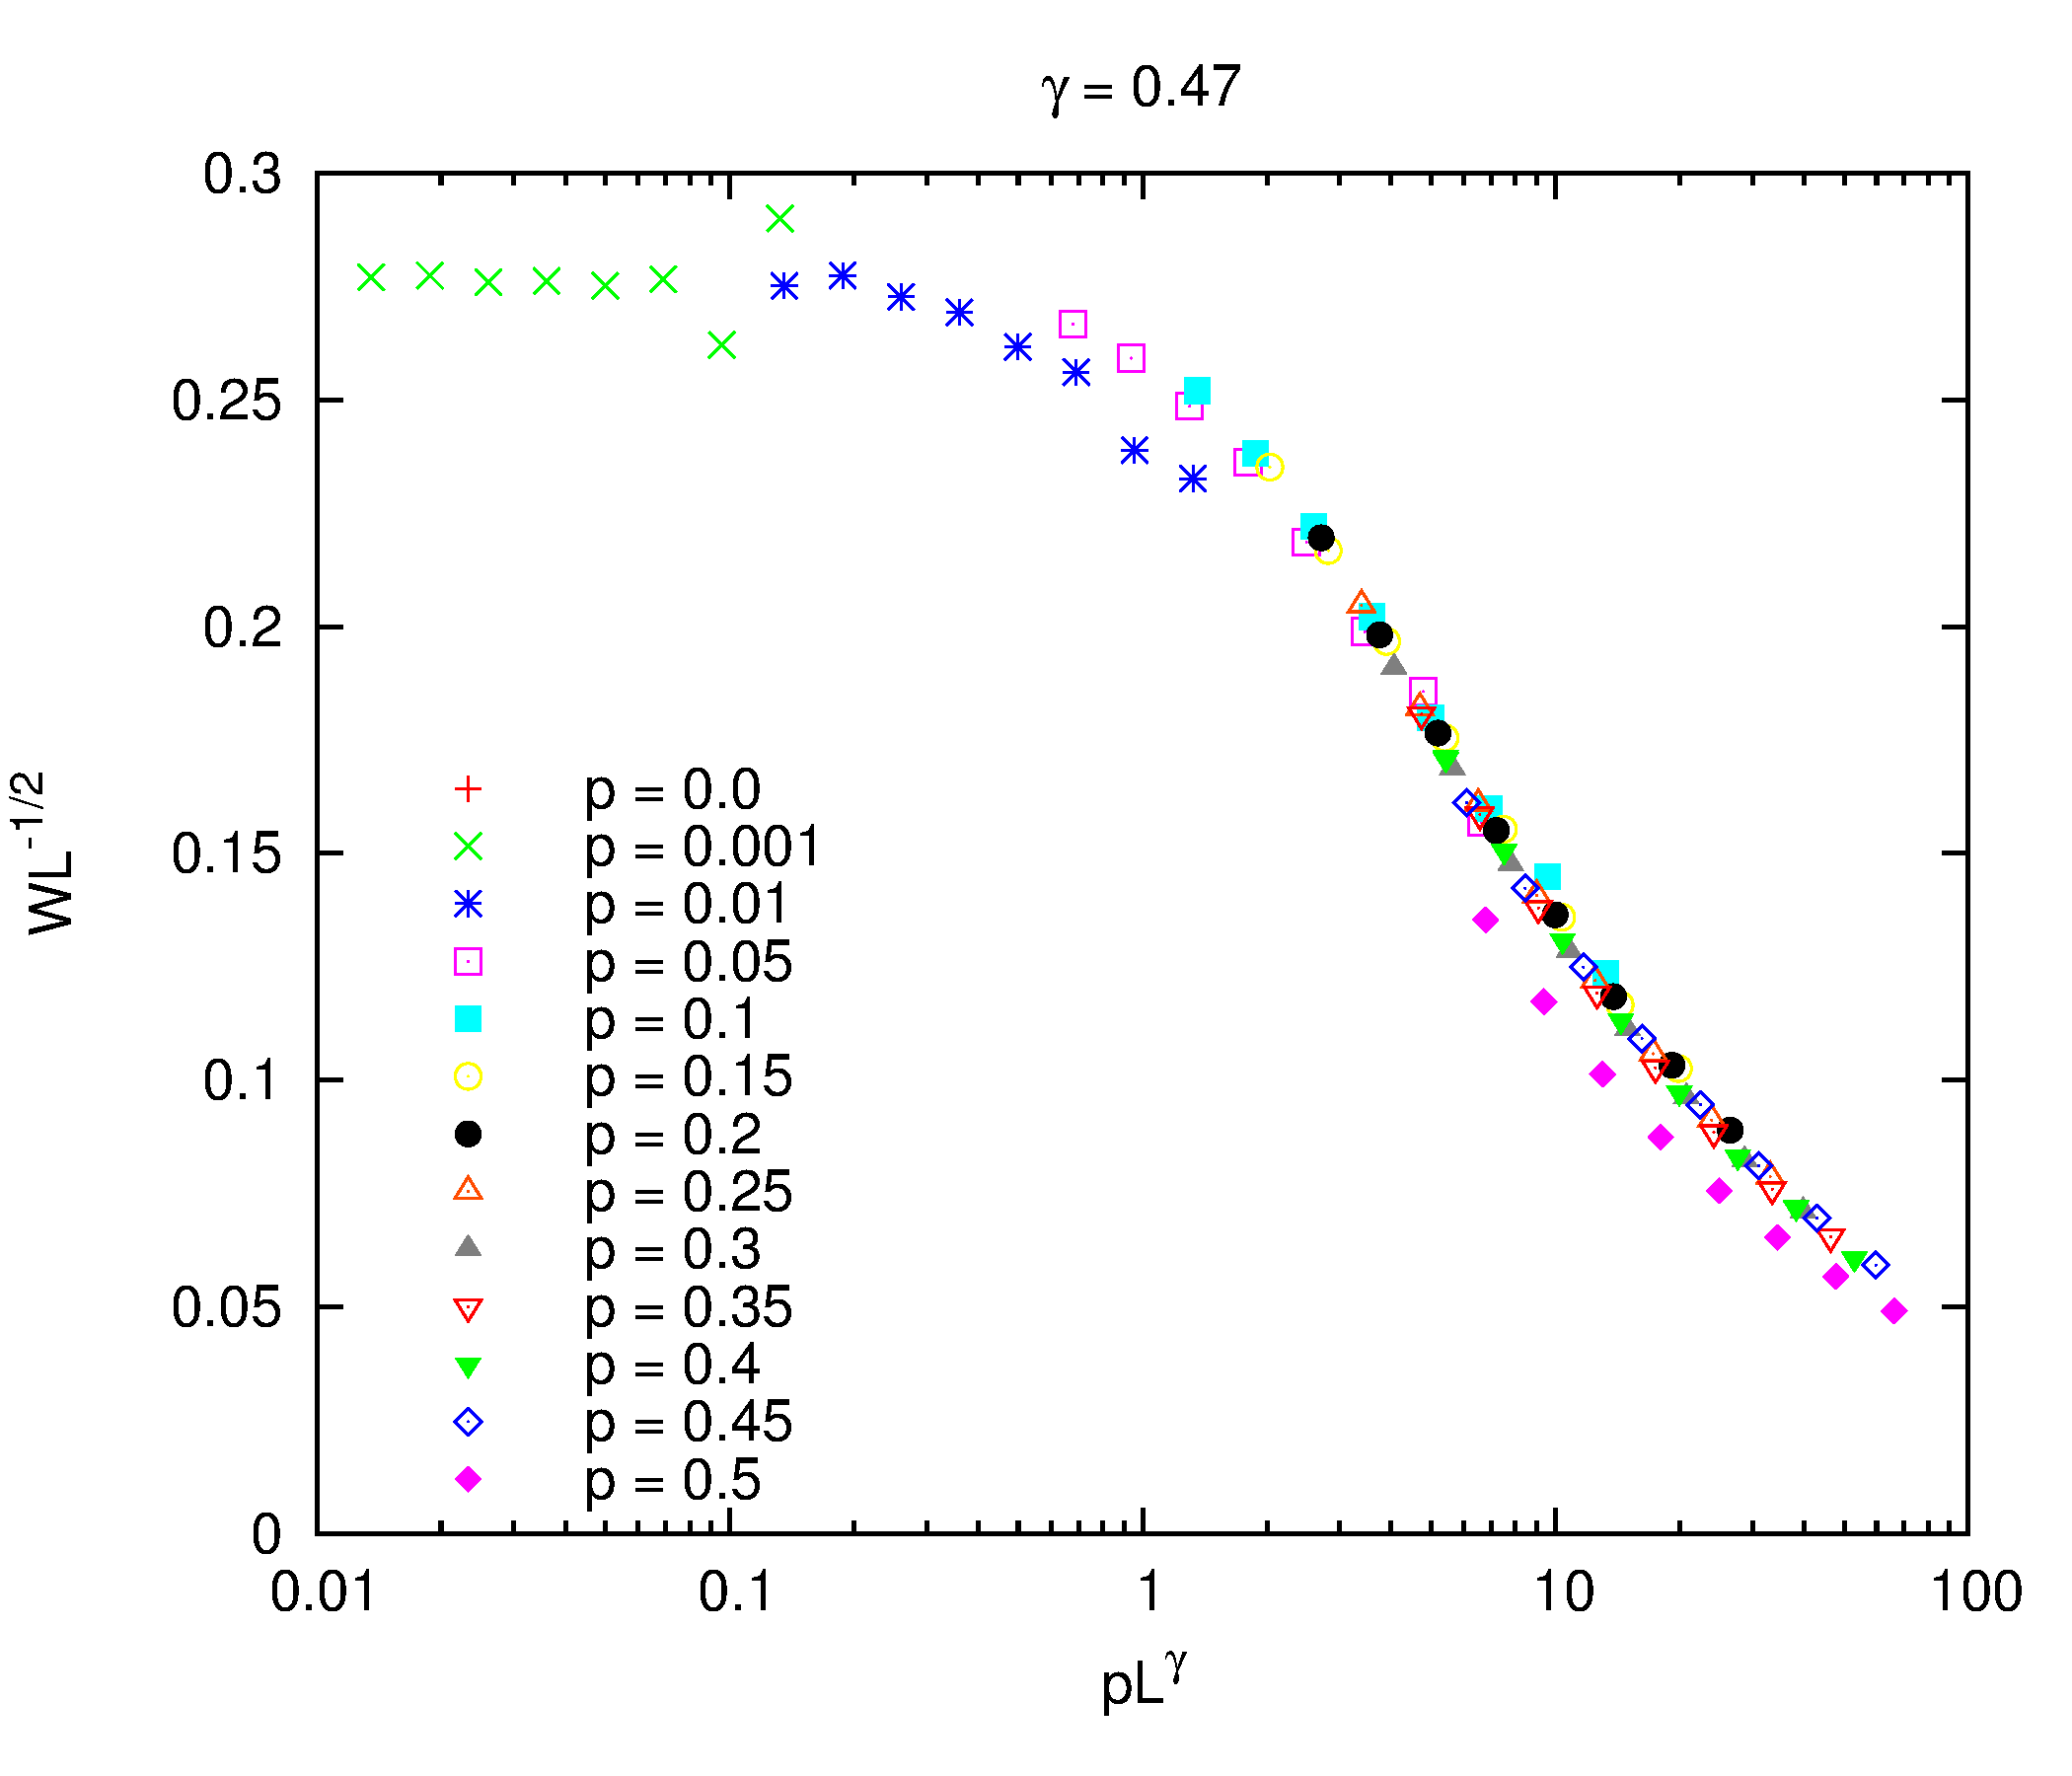 γ = 0.47
0.3
0.25
0.2
0.15
0.1
0.05
0
WL^-1/2
p = 0.0
p = 0.001
p = 0.01
p = 0.05
p = 0.1
p = 0.15
p = 0.2
p = 0.25
p = 0.3
p = 0.35
p = 0.4
p = 0.45
p = 0.5
0.01 0.1 1 10 100
pL^γ